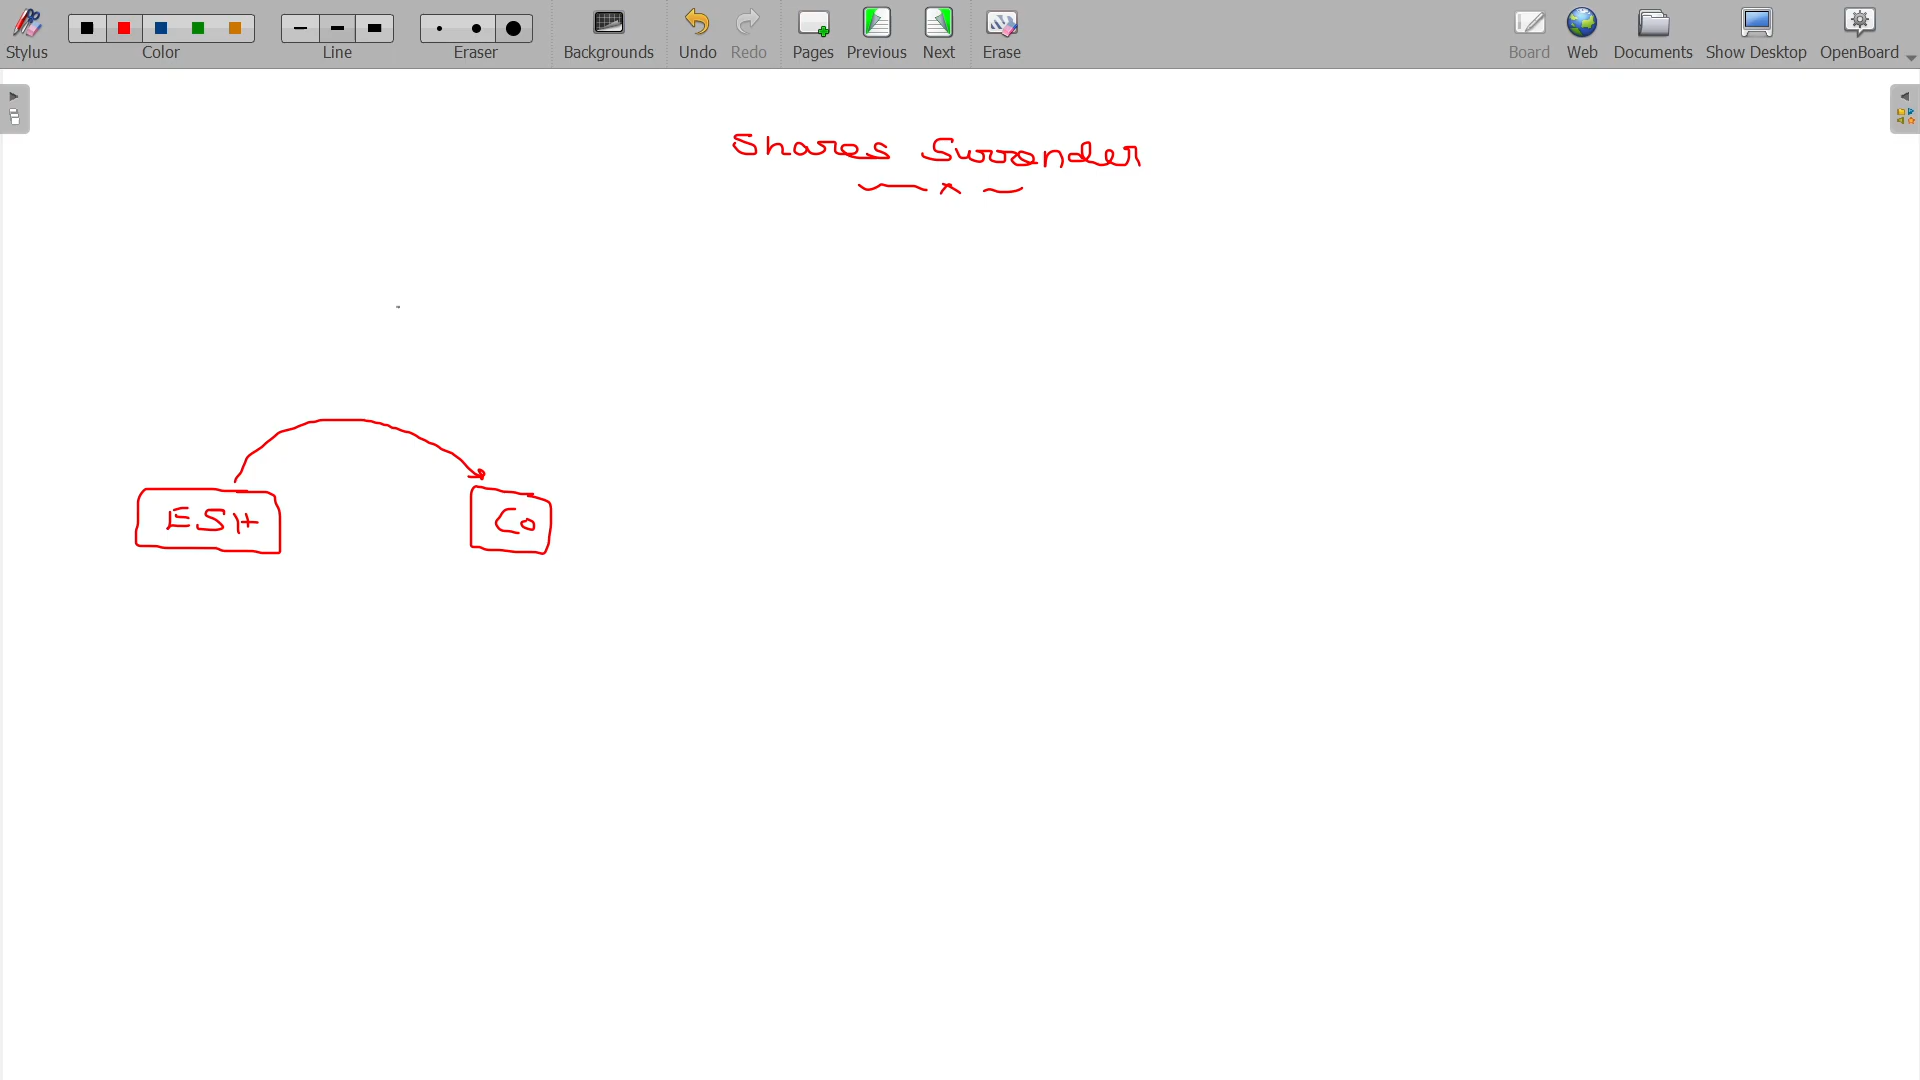 Stylus Color Line Eraser Backgrounds Undo Redo Pages Previous Next Erase Board Web Documents Show Desktop OpenBoard
Shares Surrender
ESH Co